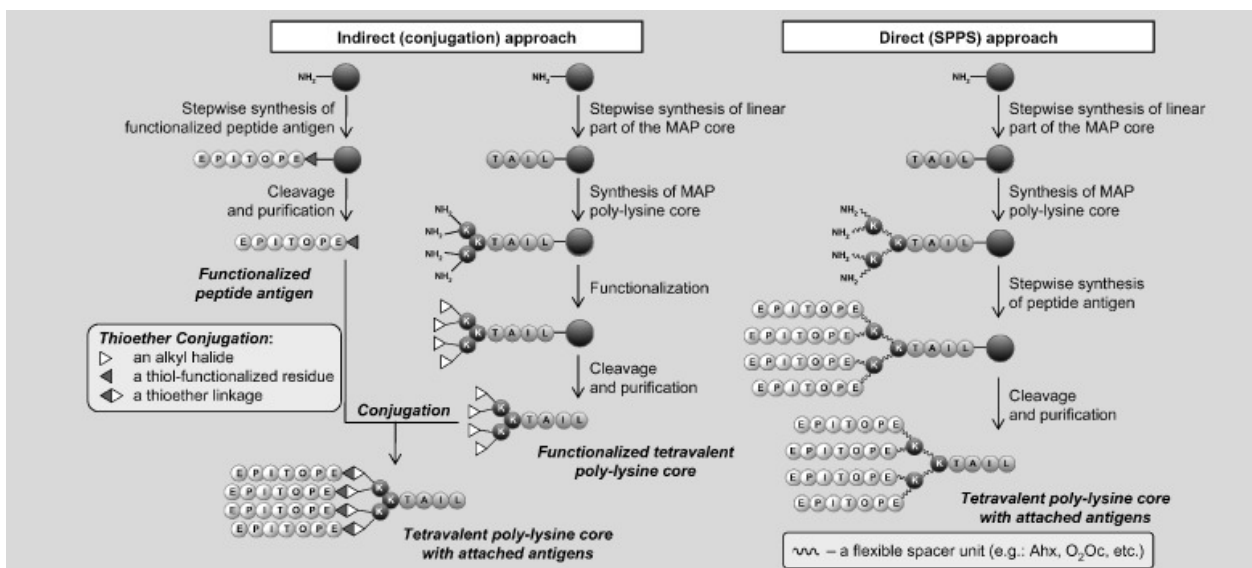 Indirect (conjugation) approach
NH2
Stepwise synthesis of
functionalized peptide antigen
EPITOPE
Cleavage
and purification
EPITOPE
Functionalized
peptide antigen
Thioether Conjugation:
an alkyl halide
a thiol-functionalized residue
a thioether linkage
NH2
Stepwise synthesis of linear
part of the MAP core
TAIL
Synthesis of MAP
poly-lysine core
NH2
NH2
NH2
NH2
K
K
K
TAIL
Functionalization
K
K
K
TAIL
Cleavage
and purification
Conjugation
K
K
K
TAIL
Functionalized tetravalent
poly-lysine core
EPITOPE
EPITOPE
EPITOPE
EPITOPE
K
K
K
TAIL
Tetravalent poly-lysine core
with attached antigens
Direct (SPPS) approach
NH2
Stepwise synthesis of linear
part of the MAP core
TAIL
Synthesis of MAP
poly-lysine core
NH2
NH2
NH2
NH2
K
K
K
TAIL
Stepwise synthesis
of peptide antigen
EPITOPE
EPITOPE
EPITOPE
EPITOPE
K
K
K
TAIL
Cleavage
and purification
EPITOPE
EPITOPE
EPITOPE
EPITOPE
K
K
K
TAIL
Tetravalent poly-lysine core
with attached antigens
– a flexible spacer unit (e.g.: Ahx, O2Oc, etc.)